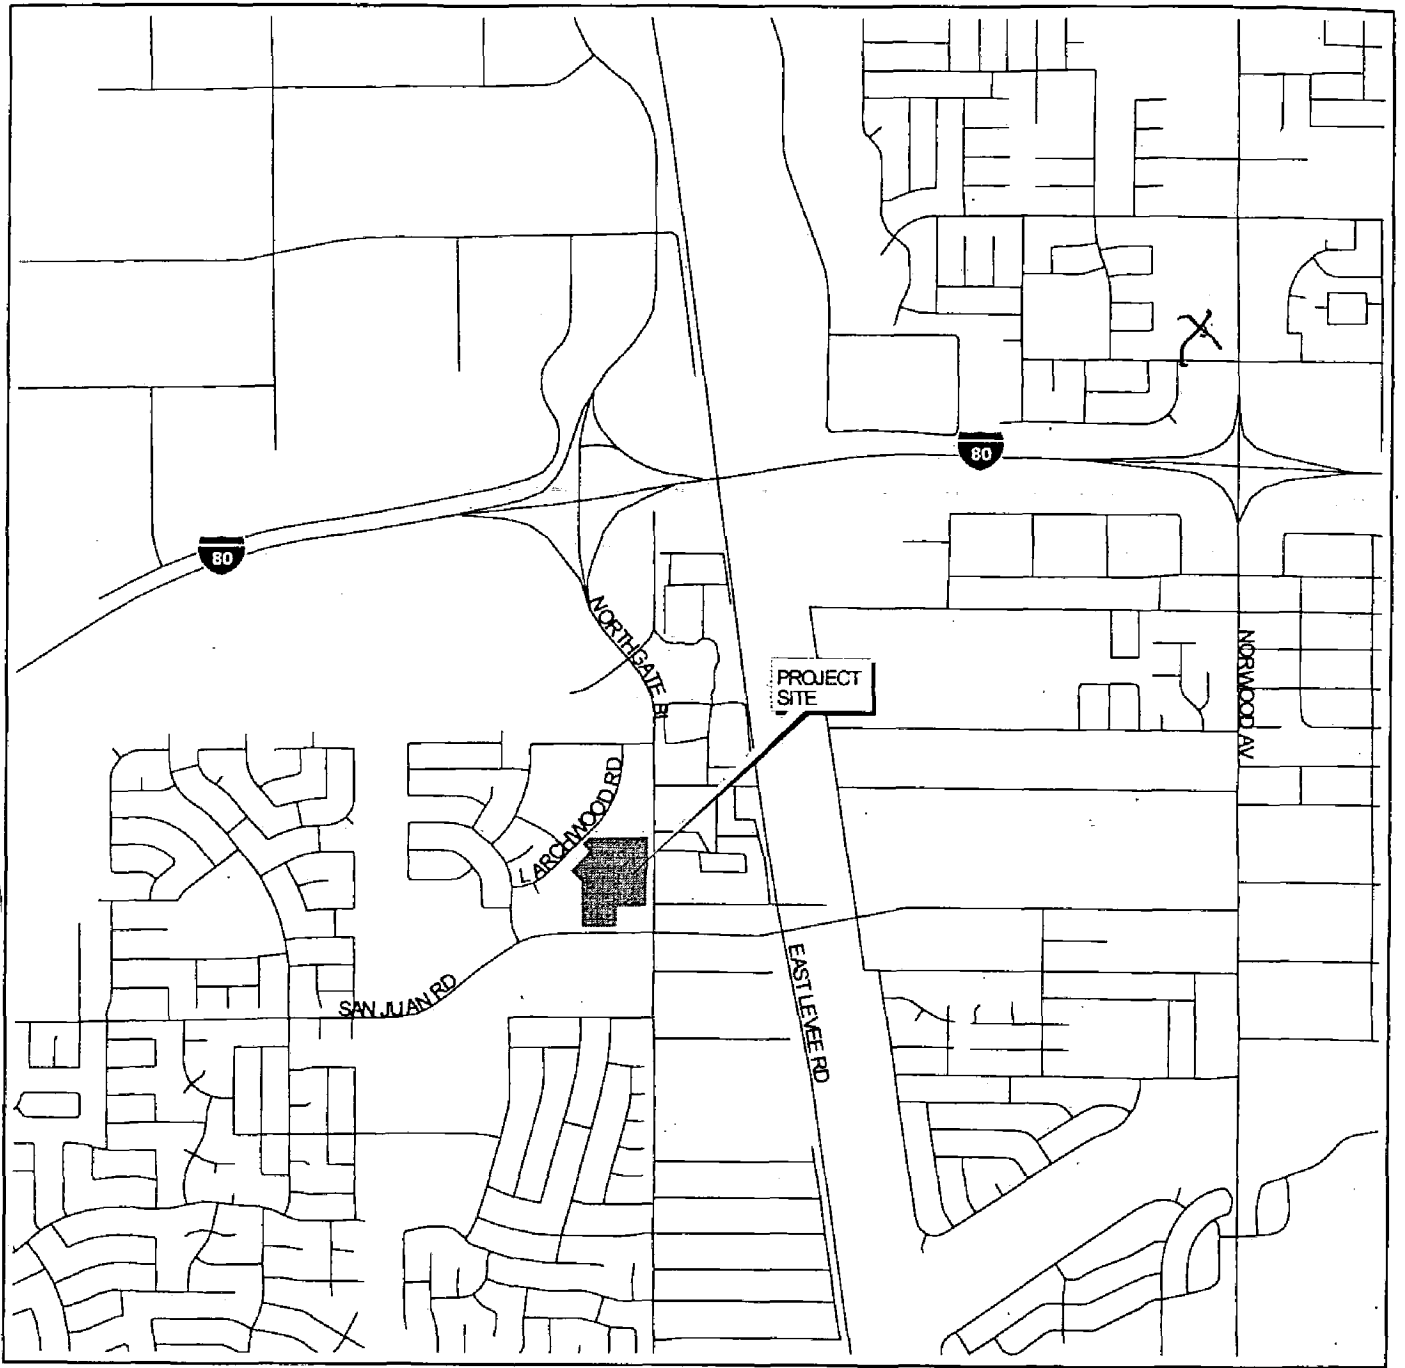 80
80
NORTHGATE BL
NORWOOD AV
PROJECT
SITE
LARCHWOOD RD
SAN JUAN RD
EAST LEVEE RD